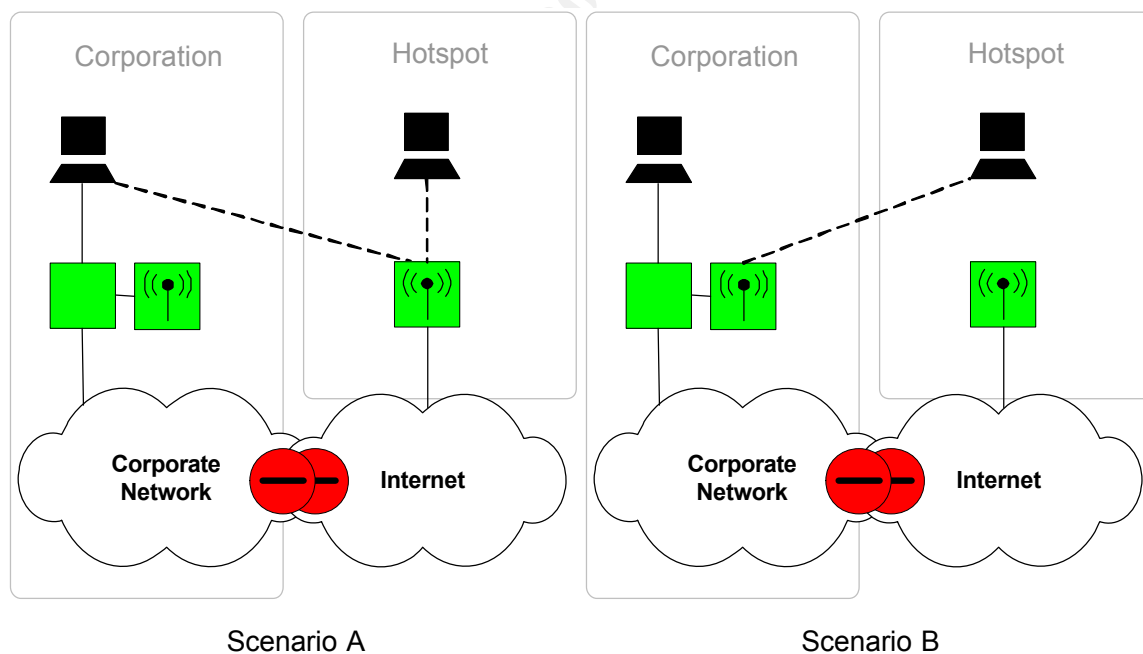 Corporation
Hotspot
Corporation
Hotspot
Corporate
Network
Internet
Corporate
Network
Internet
Scenario A
Scenario B